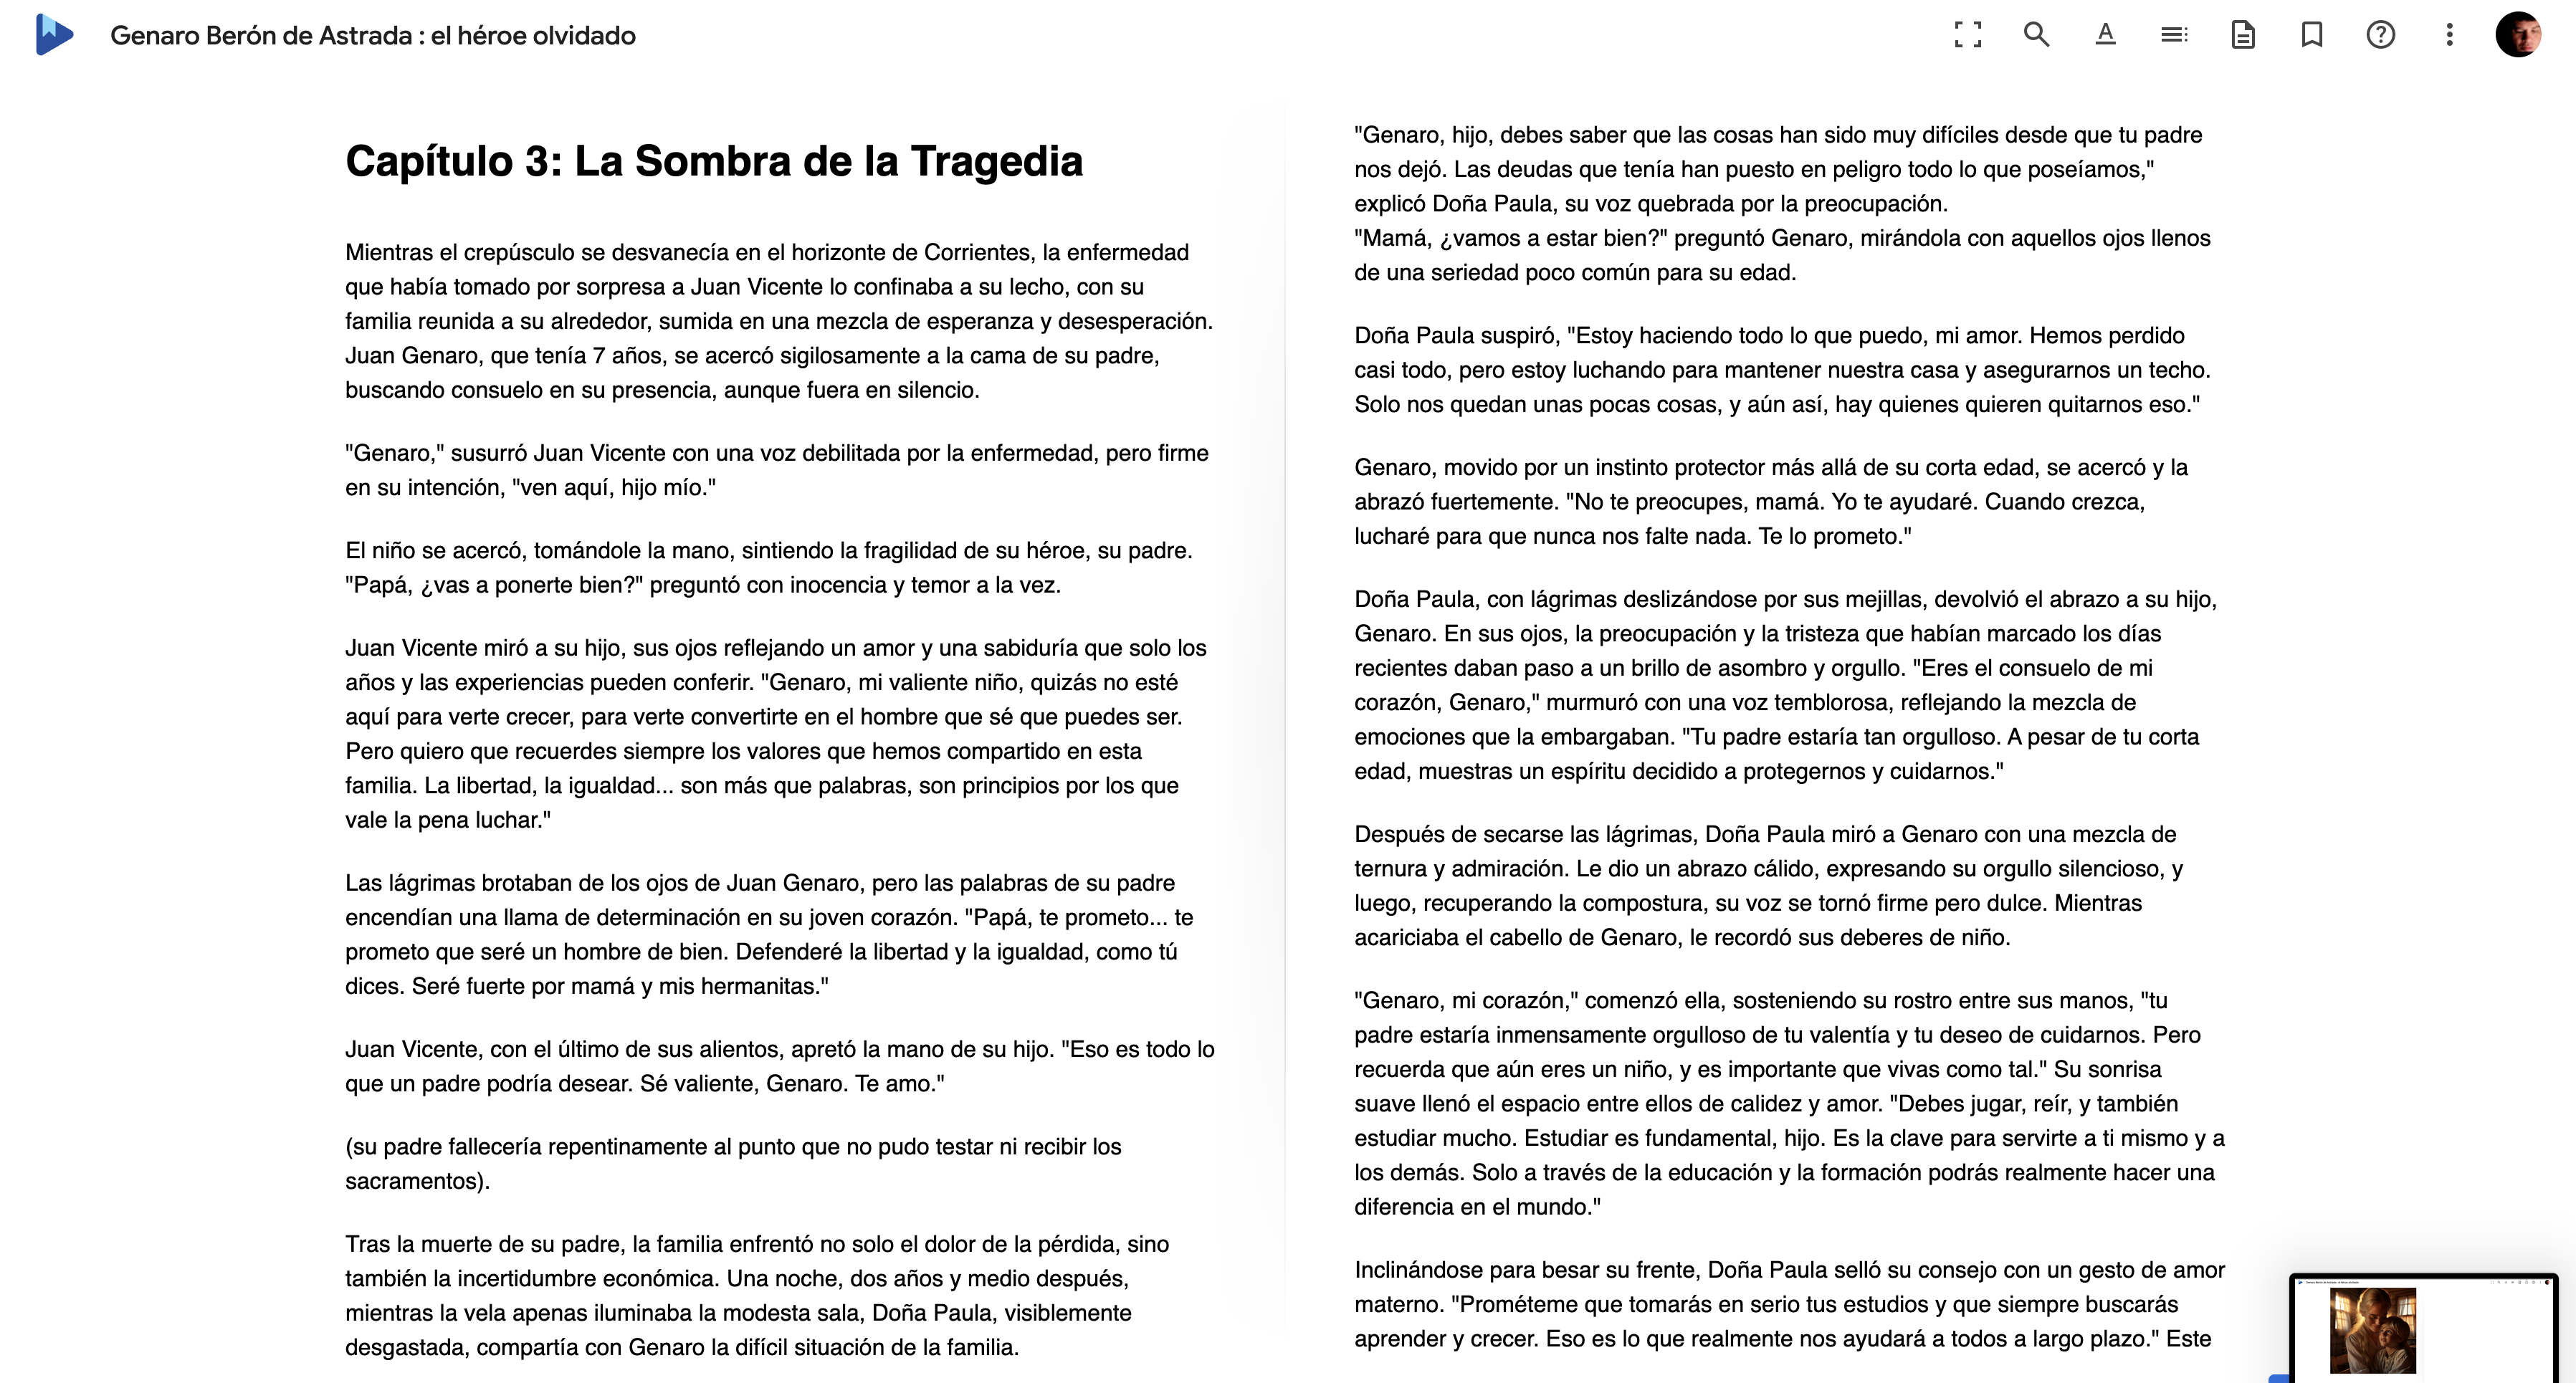 Genaro Berón de Astrada : el héroe olvidado
Capítulo 3: La Sombra de la Tragedia
Mientras el crepúsculo se desvanecía en el horizonte de Corrientes, la enfermedad
que había tomado por sorpresa a Juan Vicente lo confinaba a su lecho, con su
familia reunida a su alrededor, sumida en una mezcla de esperanza y desesperación.
Juan Genaro, que tenía 7 años, se acercó sigilosamente a la cama de su padre,
buscando consuelo en su presencia, aunque fuera en silencio.
"Genaro," susurró Juan Vicente con una voz debilitada por la enfermedad, pero firme
en su intención, "ven aquí, hijo mío."
El niño se acercó, tomándole la mano, sintiendo la fragilidad de su héroe, su padre.
"Papá, ¿vas a ponerte bien?" preguntó con inocencia y temor a la vez.
Juan Vicente miró a su hijo, sus ojos reflejando un amor y una sabiduría que solo los
años y las experiencias pueden conferir. "Genaro, mi valiente niño, quizás no esté
aquí para verte crecer, para verte convertirte en el hombre que sé que puedes ser.
Pero quiero que recuerdes siempre los valores que hemos compartido en esta
familia. La libertad, la igualdad... son más que palabras, son principios por los que
vale la pena luchar."
Las lágrimas brotaban de los ojos de Juan Genaro, pero las palabras de su padre
encendían una llama de determinación en su joven corazón. "Papá, te prometo... te
prometo que seré un hombre de bien. Defenderé la libertad y la igualdad, como tú
dices. Seré fuerte por mamá y mis hermanitas."
Juan Vicente, con el último de sus alientos, apretó la mano de su hijo. "Eso es todo lo
que un padre podría desear. Sé valiente, Genaro. Te amo."
(su padre fallecería repentinamente al punto que no pudo testar ni recibir los
sacramentos).
Tras la muerte de su padre, la familia enfrentó no solo el dolor de la pérdida, sino
también la incertidumbre económica. Una noche, dos años y medio después,
mientras la vela apenas iluminaba la modesta sala, Doña Paula, visiblemente
desgastada, compartía con Genaro la difícil situación de la familia.
"Genaro, hijo, debes saber que las cosas han sido muy difíciles desde que tu padre
nos dejó. Las deudas que tenía han puesto en peligro todo lo que poseíamos,"
explicó Doña Paula, su voz quebrada por la preocupación.
"Mamá, ¿vamos a estar bien?" preguntó Genaro, mirándola con aquellos ojos llenos
de una seriedad poco común para su edad.
Doña Paula suspiró, "Estoy haciendo todo lo que puedo, mi amor. Hemos perdido
casi todo, pero estoy luchando para mantener nuestra casa y asegurarnos un techo.
Solo nos quedan unas pocas cosas, y aún así, hay quienes quieren quitarnos eso."
Genaro, movido por un instinto protector más allá de su corta edad, se acercó y la
abrazó fuertemente. "No te preocupes, mamá. Yo te ayudaré. Cuando crezca,
lucharé para que nunca nos falte nada. Te lo prometo."
Doña Paula, con lágrimas deslizándose por sus mejillas, devolvió el abrazo a su hijo,
Genaro. En sus ojos, la preocupación y la tristeza que habían marcado los días
recientes daban paso a un brillo de asombro y orgullo. "Eres el consuelo de mi
corazón, Genaro," murmuró con una voz temblorosa, reflejando la mezcla de
emociones que la embargaban. "Tu padre estaría tan orgulloso. A pesar de tu corta
edad, muestras un espíritu decidido a protegernos y cuidarnos."
Después de secarse las lágrimas, Doña Paula miró a Genaro con una mezcla de
ternura y admiración. Le dio un abrazo cálido, expresando su orgullo silencioso, y
luego, recuperando la compostura, su voz se tornó firme pero dulce. Mientras
acariciaba el cabello de Genaro, le recordó sus deberes de niño.
"Genaro, mi corazón," comenzó ella, sosteniendo su rostro entre sus manos, "tu
padre estaría inmensamente orgulloso de tu valentía y tu deseo de cuidarnos. Pero
recuerda que aún eres un niño, y es importante que vivas como tal." Su sonrisa
suave llenó el espacio entre ellos de calidez y amor. "Debes jugar, reír, y también
estudiar mucho. Estudiar es fundamental, hijo. Es la clave para servirte a ti mismo y a
los demás. Solo a través de la educación y la formación podrás realmente hacer una
diferencia en el mundo."
Inclinándose para besar su frente, Doña Paula selló su consejo con un gesto de amor
materno. "Prométeme que tomarás en serio tus estudios y que siempre buscarás
aprender y crecer. Eso es lo que realmente nos ayudará a todos a largo plazo." Este